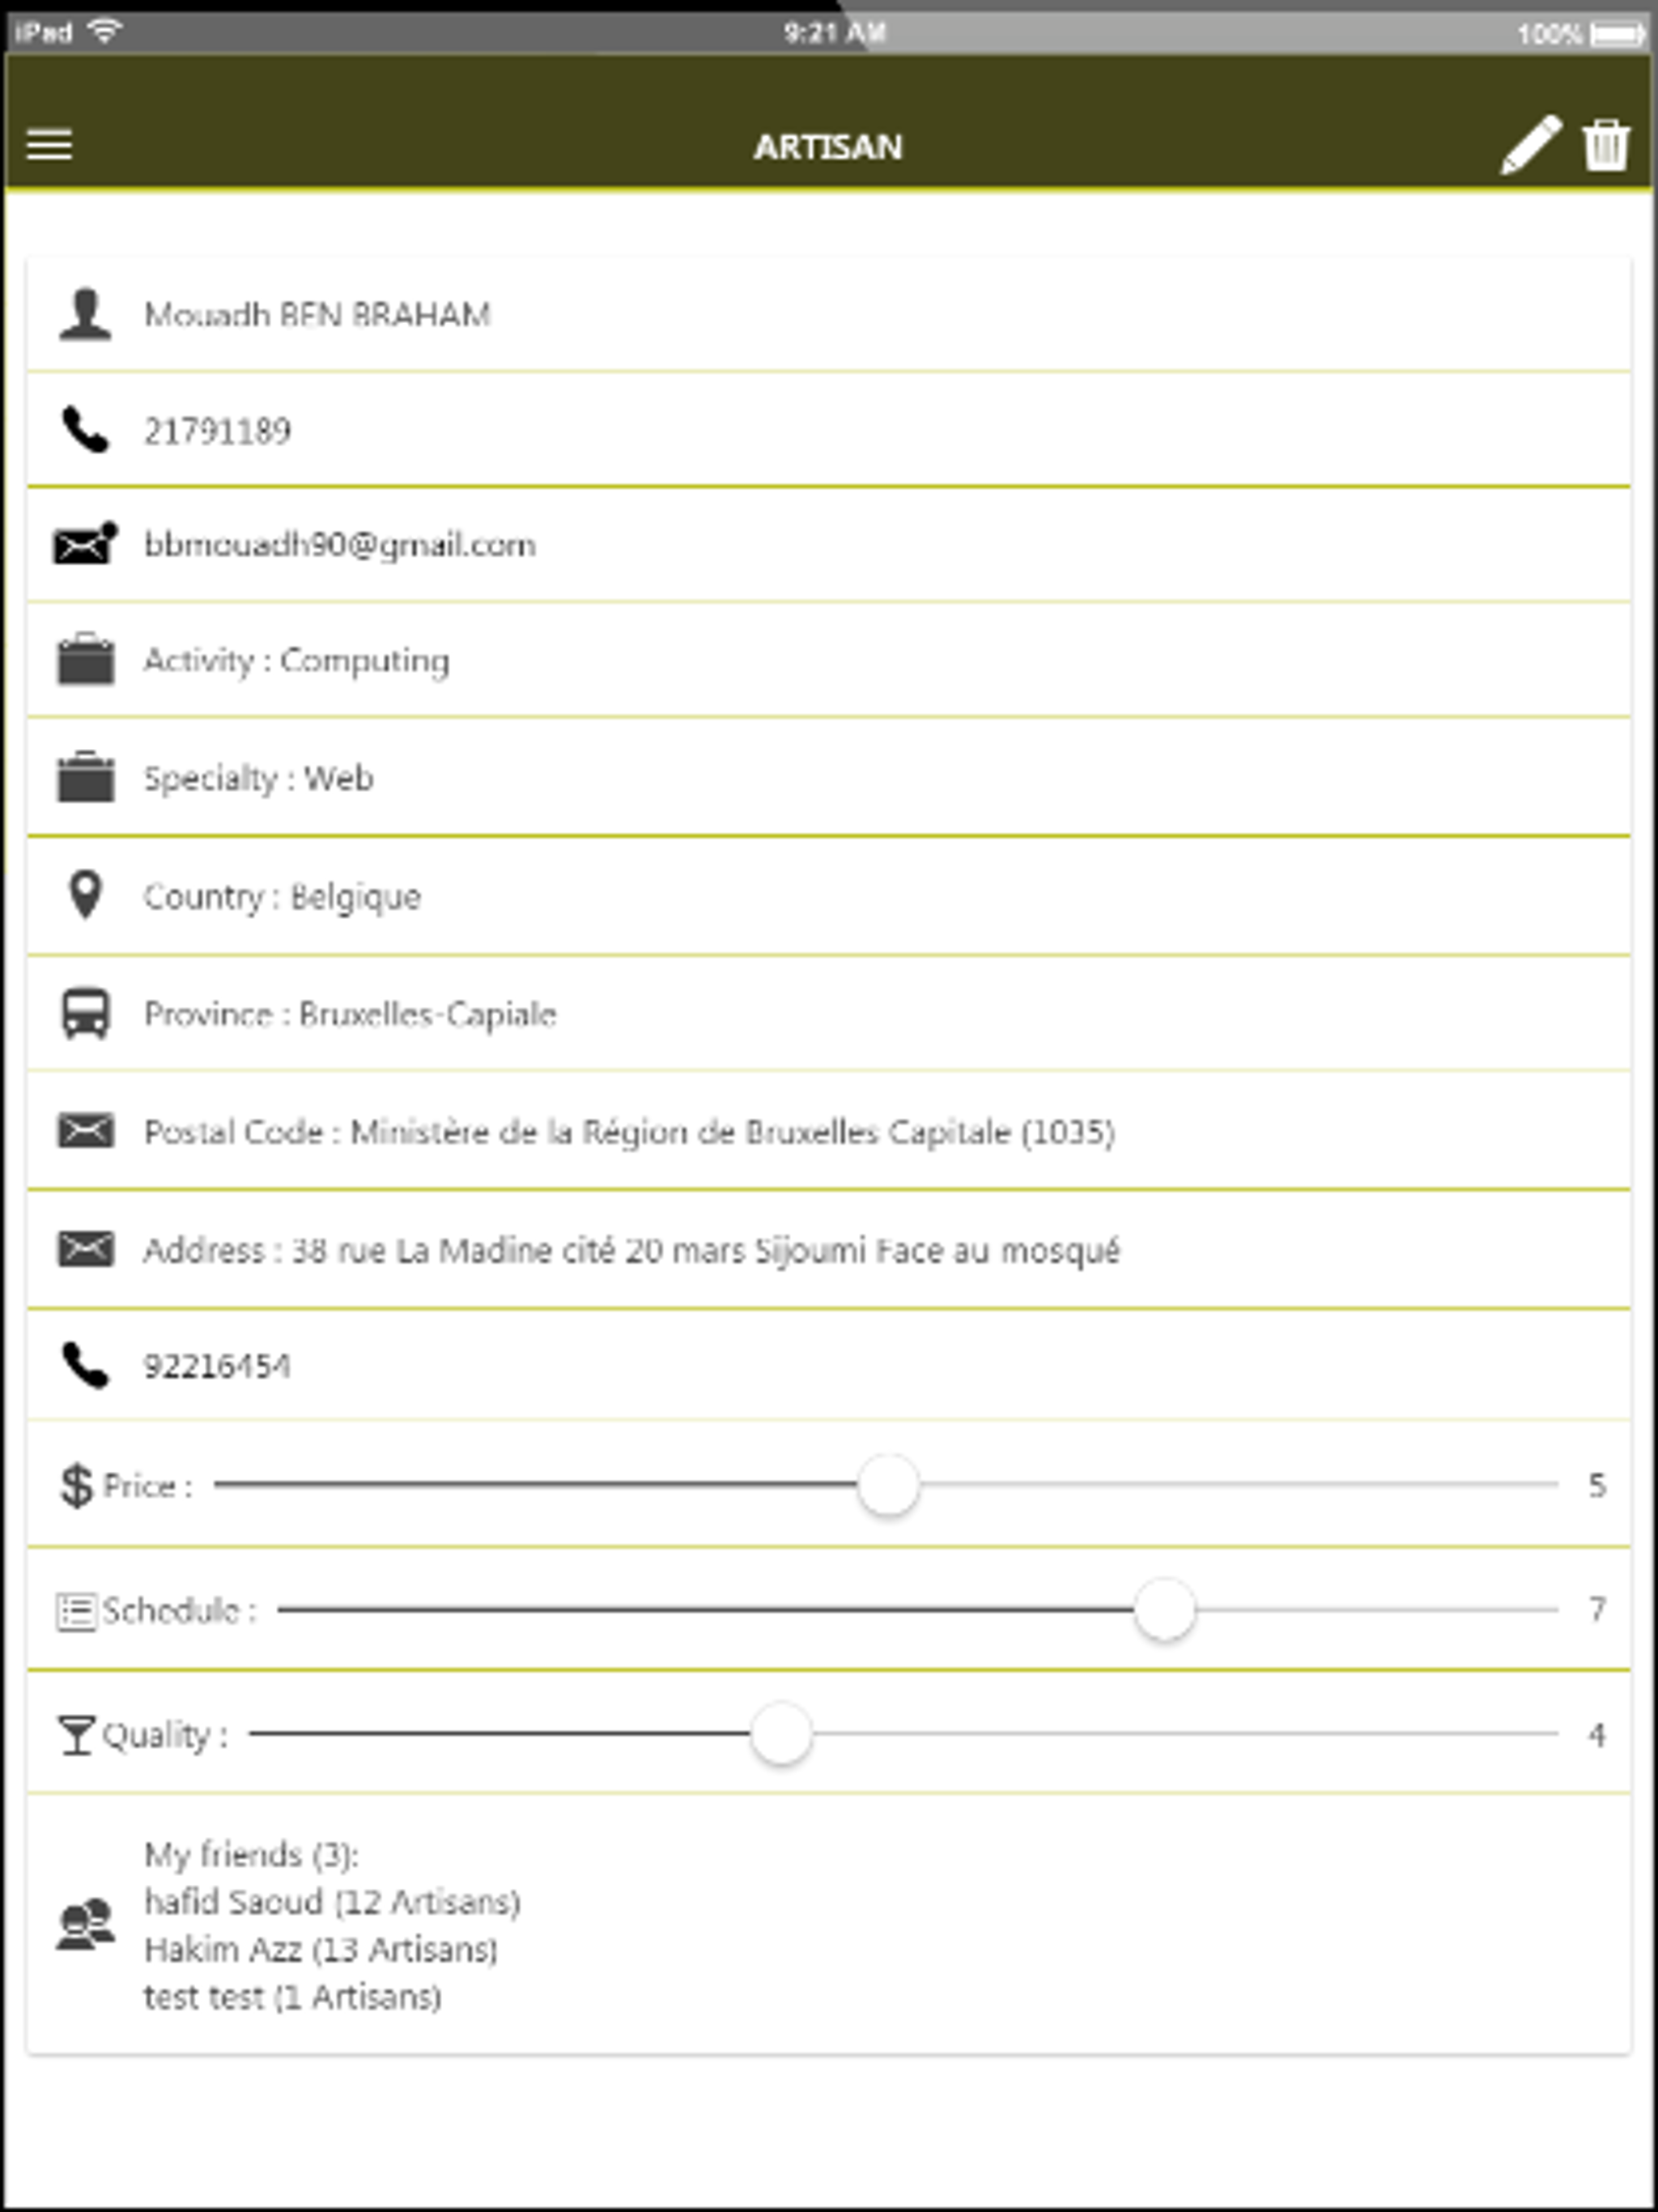 iPad 9:21 AM 100%
ARTISAN
Mouadh BEN BRAHAM
21791189
bbmouadh90@gmail.com
Activity : Computing
Specialty : Web
Country : Belgique
Province : Bruxelles-Capiale
Postal Code : Ministère de la Région de Bruxelles Capitale (1035)
Address : 38 rue La Madine cité 20 mars Sijoumi Face au mosqué
92216454
Price : 5
Schedule : 7
Quality : 4
My friends (3):
hafid Saoud (12 Artisans)
Hakim Azz (13 Artisans)
test test (1 Artisans)